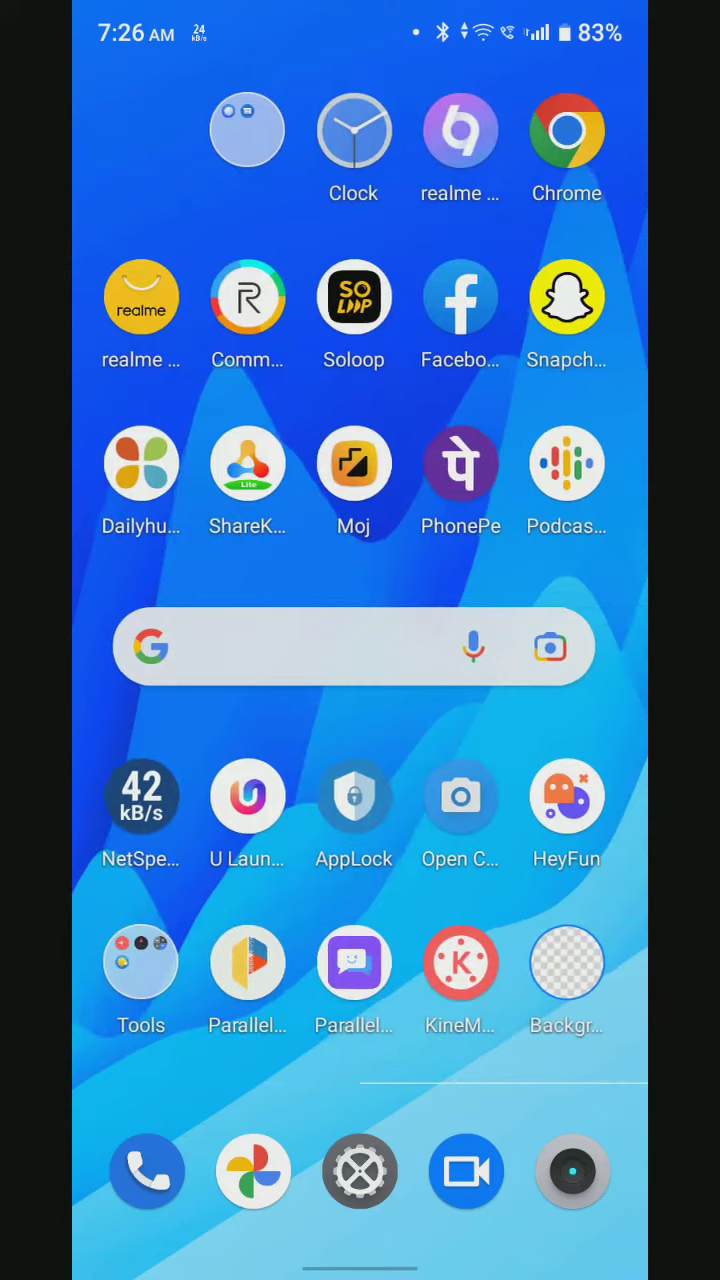 7:26 AM 24 kB/s 83%
Clock realme ... Chrome
realme
SO
LOOP
realme ... Comm... Soloop Facebo... Snapch...
पे
Lite
Dailyhu... ShareK... Moj PhonePe Podcas...
42
kB/s
NetSpe... U Laun... AppLock Open C... HeyFun
K
Tools Parallel... Parallel... KineM... Backgr...